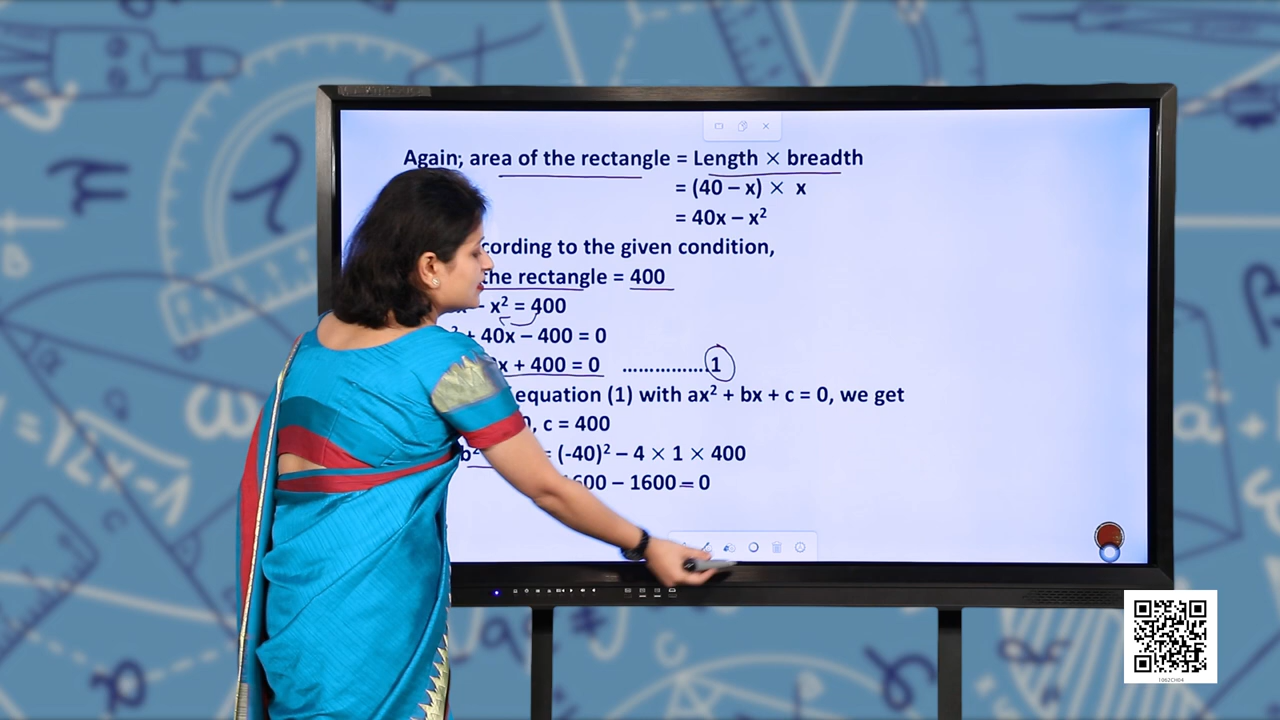 Again; area of the rectangle = Length × breadth
= (40 – x) × x
= 40x – x²
cording to the given condition,
the rectangle = 400
– x² = 400
+ 40x – 400 = 0
x + 400 = 0 ................1
equation (1) with ax² + bx + c = 0, we get
, c = 400
= (-40)² – 4 × 1 × 400
600 – 1600 = 0
1062CH04